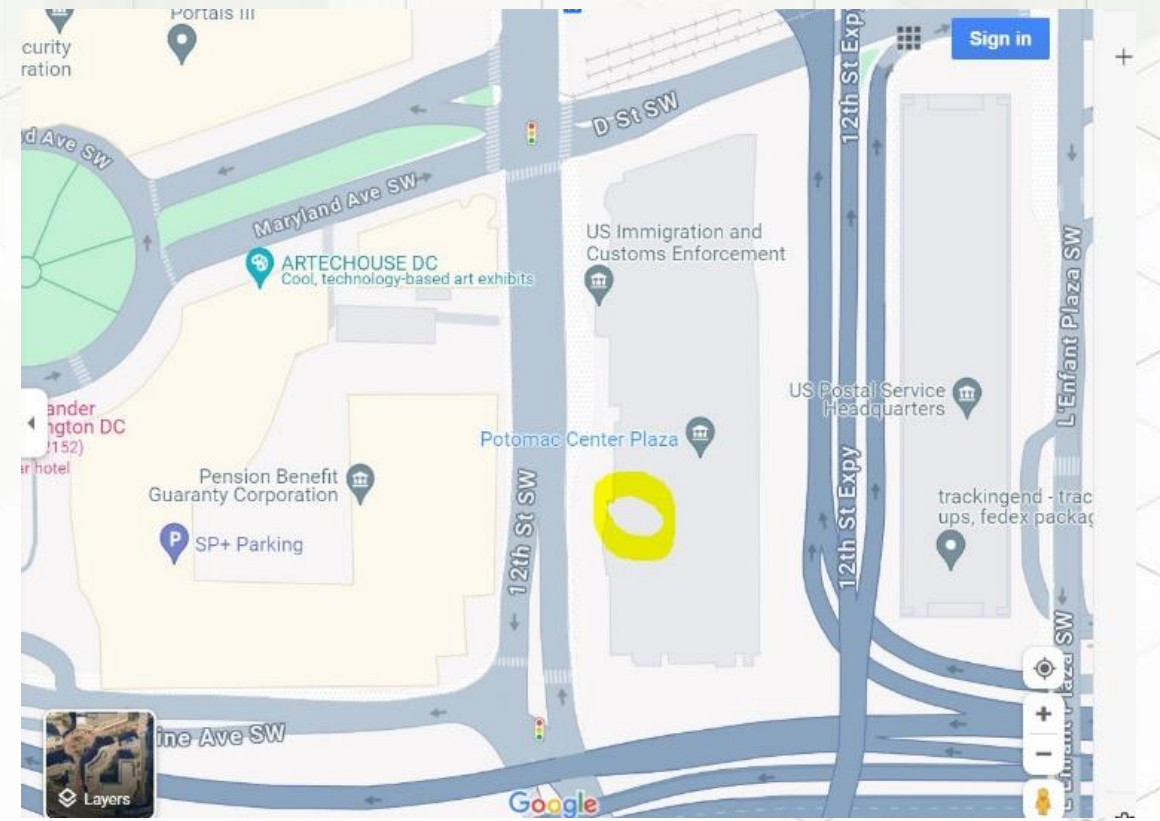 Portals III
curity
ration
Sign in
12th St Expy
D St SW
d Ave SW
Maryland Ave SW
US Immigration and
Customs Enforcement
ARTECHOUSE DC
Cool, technology-based art exhibits
L'Enfant Plaza SW
US Postal Service
Headquarters
ander
ngton DC
2152)
ar hotel
Potomac Center Plaza
Pension Benefit
Guaranty Corporation
12th St SW
12th St Expy
trackingend - trac
ups, fedex packag
P SP+ Parking
L'Enfant Plaza SW
ine Ave SW
Layers
Google